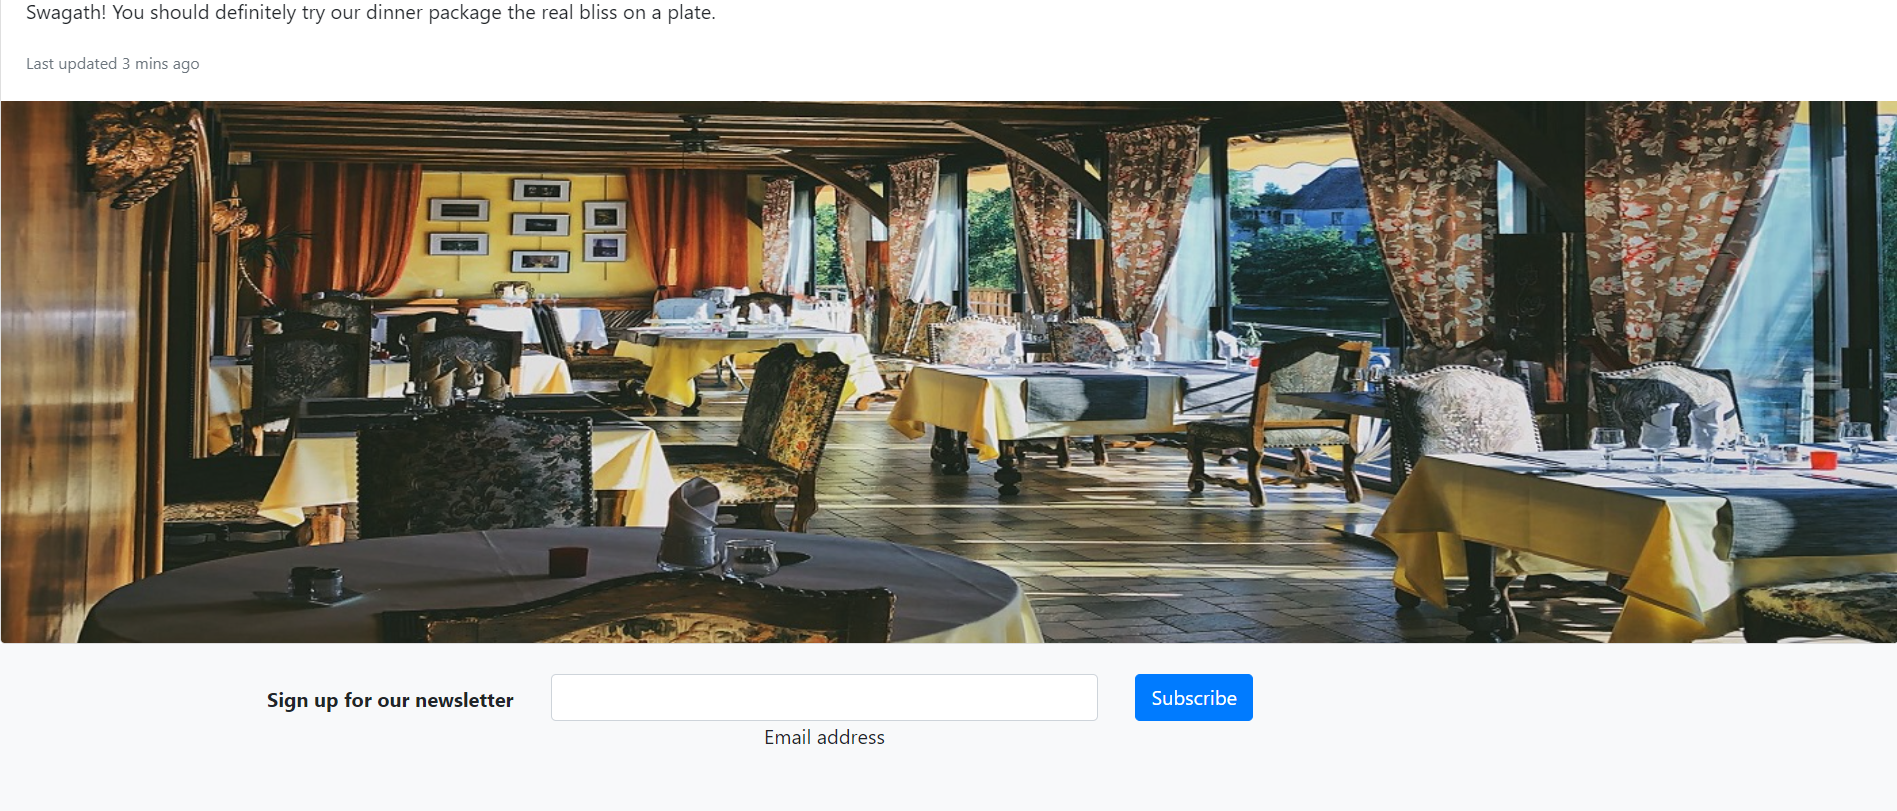 Swagath! You should definitely try our dinner package the real bliss on a plate.
Last updated 3 mins ago
Sign up for our newsletter
Subscribe
Email address